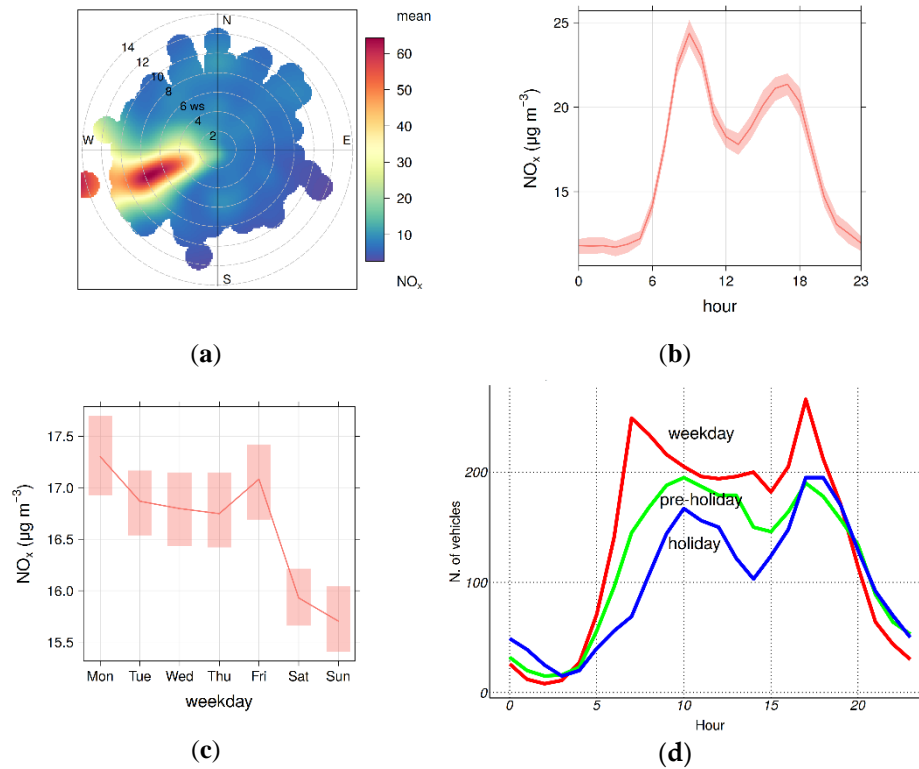 mean
N
14
12
10
8
6 ws
4
2
W
E
S
60
50
40
30
20
10
NOₓ
(a)
25
20
15
NOₓ (µg m⁻³)
0 6 12 18 23
hour
(b)
17.5
17.0
16.5
16.0
15.5
NOₓ (µg m⁻³)
Mon Tue Wed Thu Fri Sat Sun
weekday
(c)
weekday
pre-holiday
holiday
200
100
0
N. of vehicles
0 5 10 15 20
Hour
(d)